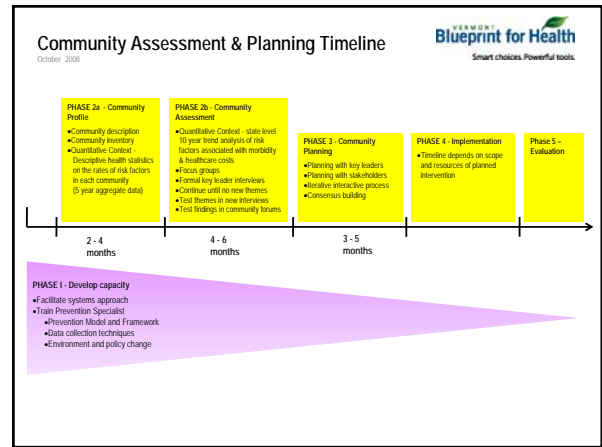 Community Assessment & Planning Timeline
October 2008
VERMONT
Blueprint for Health
Smart choices. Powerful tools.
PHASE 2a - Community
Profile
•Community description
•Community inventory
•Quantitative Context -
Descriptive health statistics
on the rates of risk factors
in each community
(5 year aggregate data)
PHASE 2b - Community
Assessment
•Quantitative Context - state level
10 year trend analysis of risk
factors associated with morbidity
& healthcare costs
•Focus groups
•Formal key leader interviews
•Continue until no new themes
•Test themes in new interviews
•Test findings in community forums
PHASE 3 - Community
Planning
•Planning with key leaders
•Planning with stakeholders
•Iterative interactive process
•Consensus building
PHASE 4 - Implementation
•Timeline depends on scope
and resources of planned
intervention
Phase 5 –
Evaluation
2 - 4
months
4 - 6
months
3 - 5
months
PHASE I - Develop capacity
•Facilitate systems approach
•Train Prevention Specialist
•Prevention Model and Framework
•Data collection techniques
•Environment and policy change